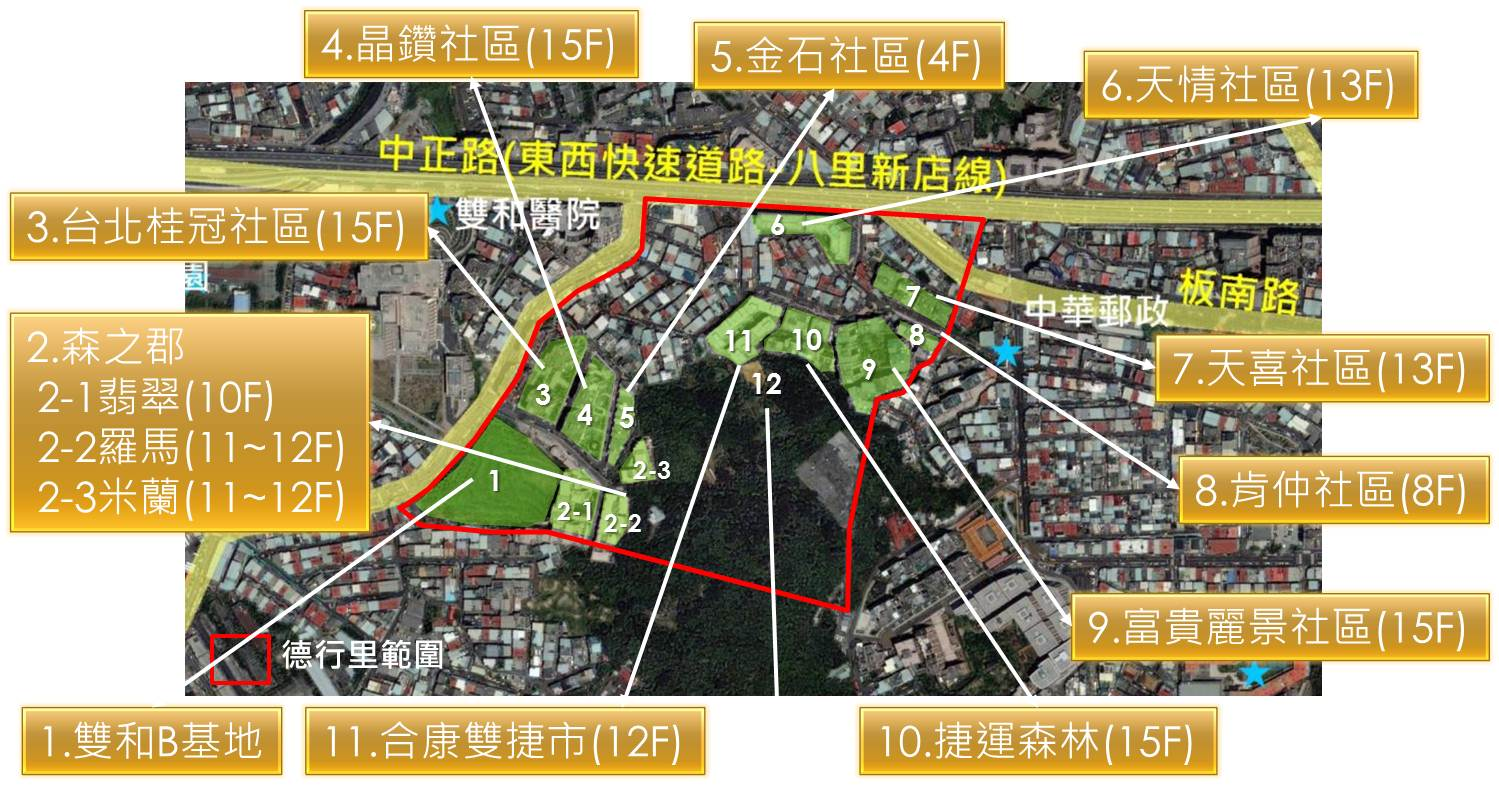 4.晶鑽社區(15F)
5.金石社區(4F)
6.天情社區(13F)
中正路(東西快速道路-八里新店線)
3.台北桂冠社區(15F)
雙和醫院
園
6
板南路
中華郵政
7
8
11
10
9
12
7.天喜社區(13F)
2.森之郡
2-1翡翠(10F)
2-2羅馬(11~12F)
2-3米蘭(11~12F)
3
4
5
2-3
1
2-1
2-2
8.肯仲社區(8F)
9.富貴麗景社區(15F)
德行里範圍
1.雙和B基地
11.合康雙捷市(12F)
10.捷運森林(15F)